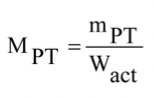 M_PT = m_PT / W_act